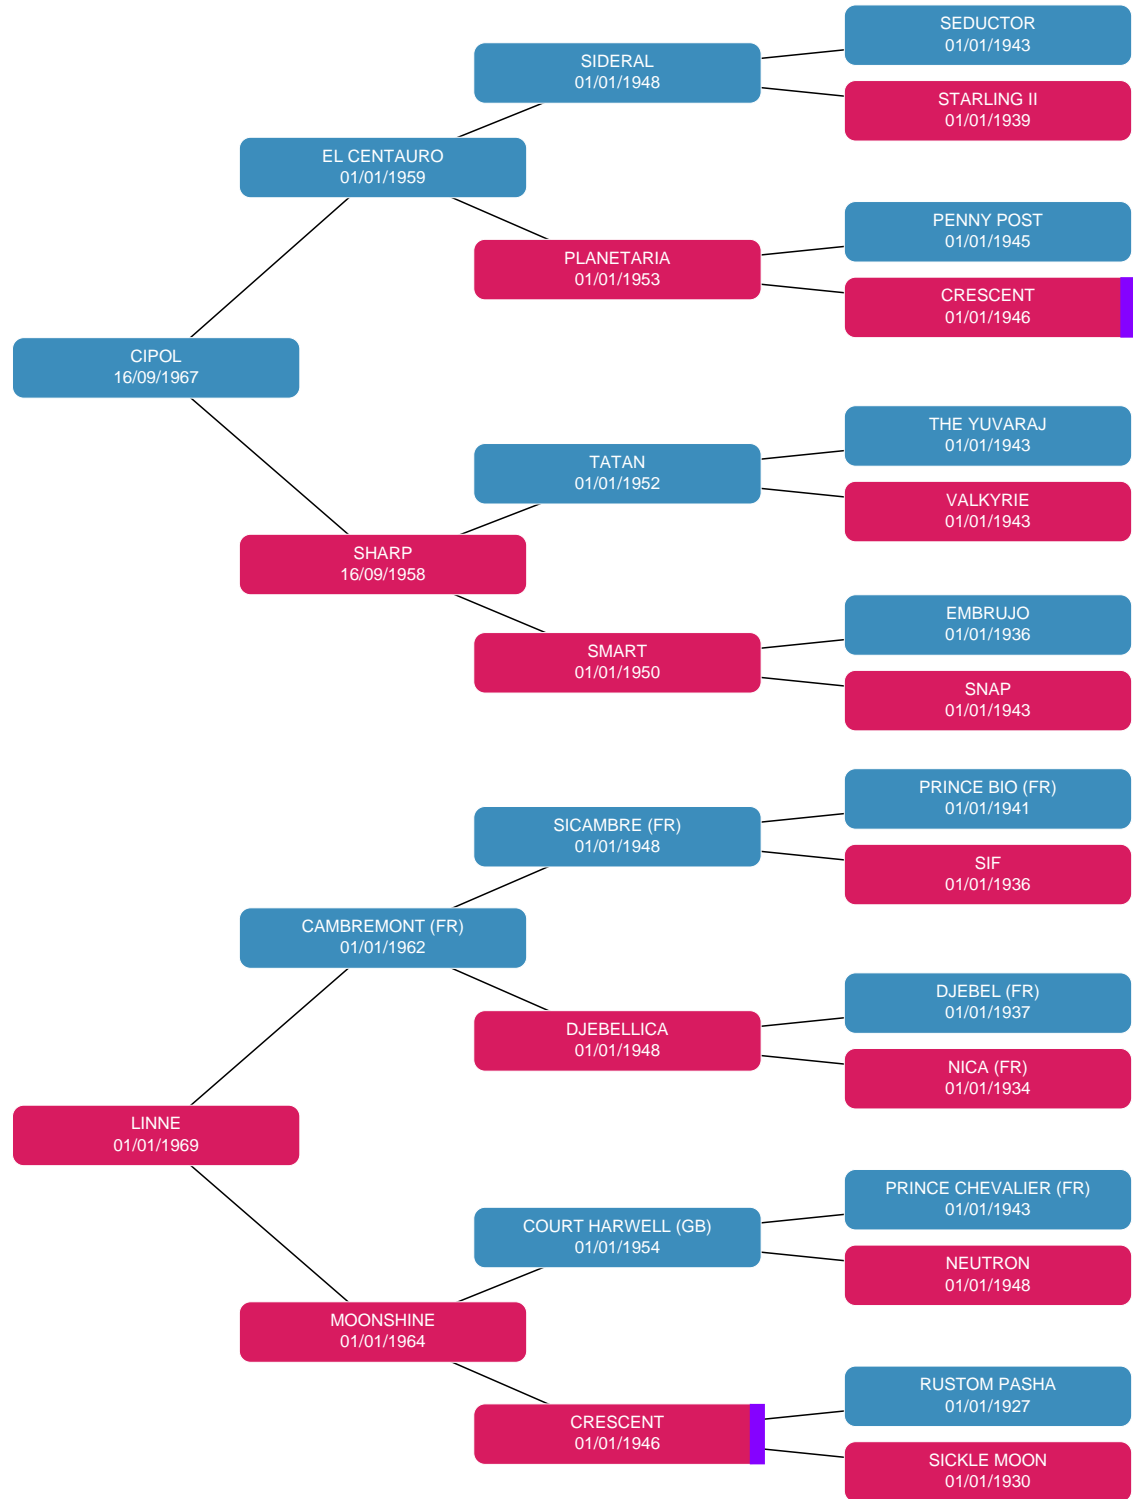 SEDUCTOR
01/01/1943
SIDERAL
01/01/1948
STARLING II
01/01/1939
EL CENTAURO
01/01/1959
PENNY POST
01/01/1945
PLANETARIA
01/01/1953
CRESCENT
01/01/1946
CIPOL
16/09/1967
THE YUVARAJ
01/01/1943
TATAN
01/01/1952
VALKYRIE
01/01/1943
SHARP
16/09/1958
EMBRUJO
01/01/1936
SMART
01/01/1950
SNAP
01/01/1943
PRINCE BIO (FR)
01/01/1941
SICAMBRE (FR)
01/01/1948
SIF
01/01/1936
CAMBREMONT (FR)
01/01/1962
DJEBEL (FR)
01/01/1937
DJEBELLICA
01/01/1948
NICA (FR)
01/01/1934
LINNE
01/01/1969
PRINCE CHEVALIER (FR)
01/01/1943
COURT HARWELL (GB)
01/01/1954
NEUTRON
01/01/1948
MOONSHINE
01/01/1964
RUSTOM PASHA
01/01/1927
CRESCENT
01/01/1946
SICKLE MOON
01/01/1930